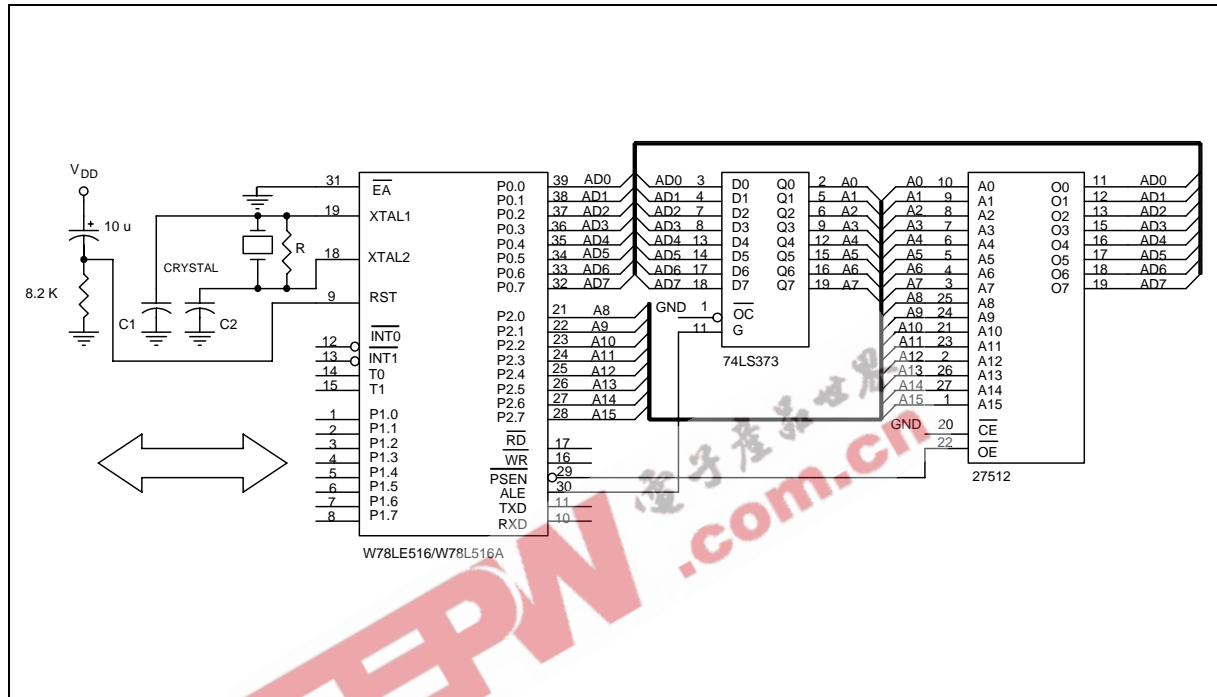 V DD
10 u
8.2 K
C1
C2
CRYSTAL
R
31 EA
19 XTAL1
18 XTAL2
9 RST
12 INT0
13 INT1
14 T0
15 T1
1 P1.0
2 P1.1
3 P1.2
4 P1.3
5 P1.4
6 P1.5
7 P1.6
8 P1.7
P0.0 39 AD0
P0.1 38 AD1
P0.2 37 AD2
P0.3 36 AD3
P0.4 35 AD4
P0.5 34 AD5
P0.6 33 AD6
P0.7 32 AD7
P2.0 21 A8
P2.1 22 A9
P2.2 23 A10
P2.3 24 A11
P2.4 25 A12
P2.5 26 A13
P2.6 27 A14
P2.7 28 A15
RD 17
WR 16
PSEN 29
ALE 30
TXD 11
RXD 10
W78LE516/W78L516A
AD0 3 D0 Q0 2 A0
AD1 4 D1 Q1 5 A1
AD2 7 D2 Q2 6 A2
AD3 8 D3 Q3 9 A3
AD4 13 D4 Q4 12 A4
AD5 14 D5 Q5 15 A5
AD6 17 D6 Q6 16 A6
AD7 18 D7 Q7 19 A7
GND 1 OC
11 G
74LS373
A0 10 A0 O0 11 AD0
A1 9 A1 O1 12 AD1
A2 8 A2 O2 13 AD2
A3 7 A3 O3 15 AD3
A4 6 A4 O4 16 AD4
A5 5 A5 O5 17 AD5
A6 4 A6 O6 18 AD6
A7 3 A7 O7 19 AD7
A8 25 A8
A9 24 A9
A10 21 A10
A11 23 A11
A12 2 A12
A13 26 A13
A14 27 A14
A15 1 A15
GND 20 CE
22 OE
27512
電子產品世界
EEPW.com.cn